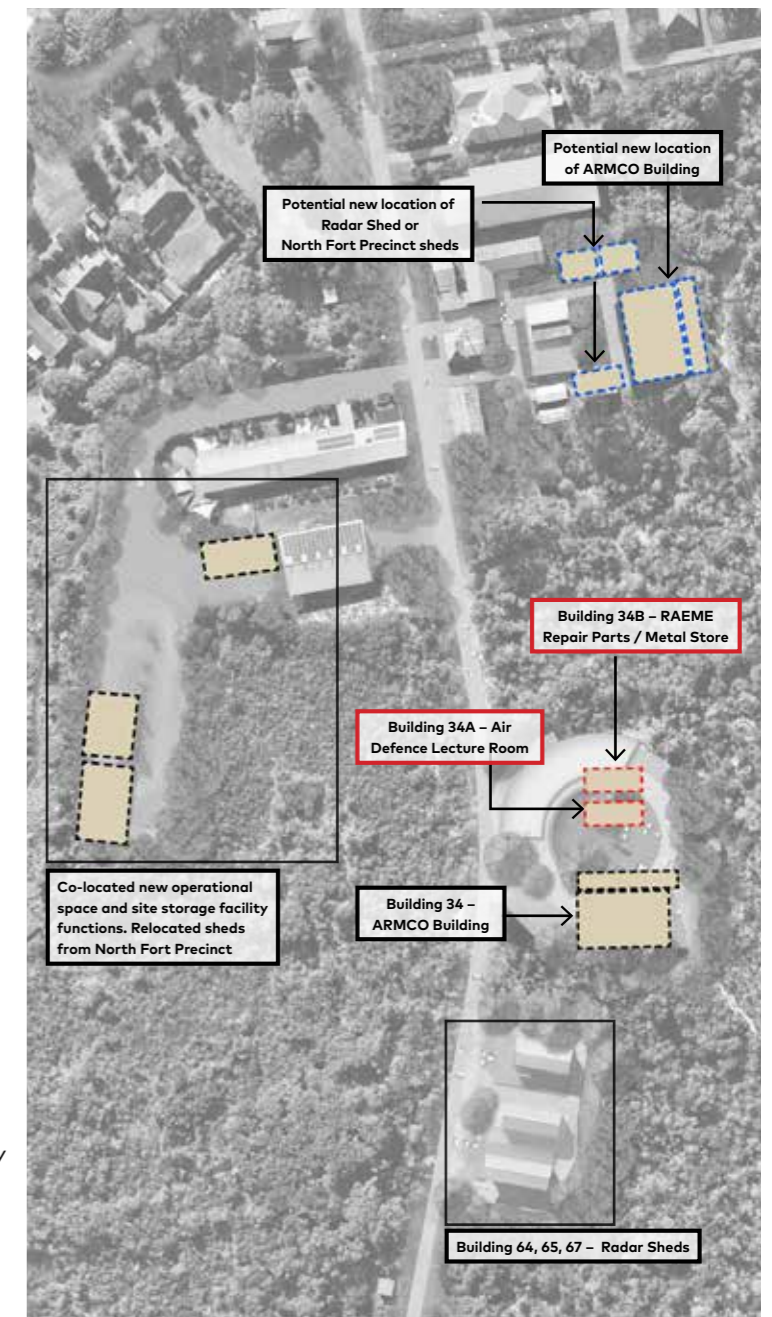 Potential new location
of ARMCO Building
Potential new location of
Radar Shed or
North Fort Precinct sheds
Building 34B – RAEME
Repair Parts / Metal Store
Building 34A – Air
Defence Lecture Room
Co-located new operational
space and site storage facility
functions. Relocated sheds
from North Fort Precinct
Building 34 –
ARMCO Building
Building 64, 65, 67 – Radar Sheds